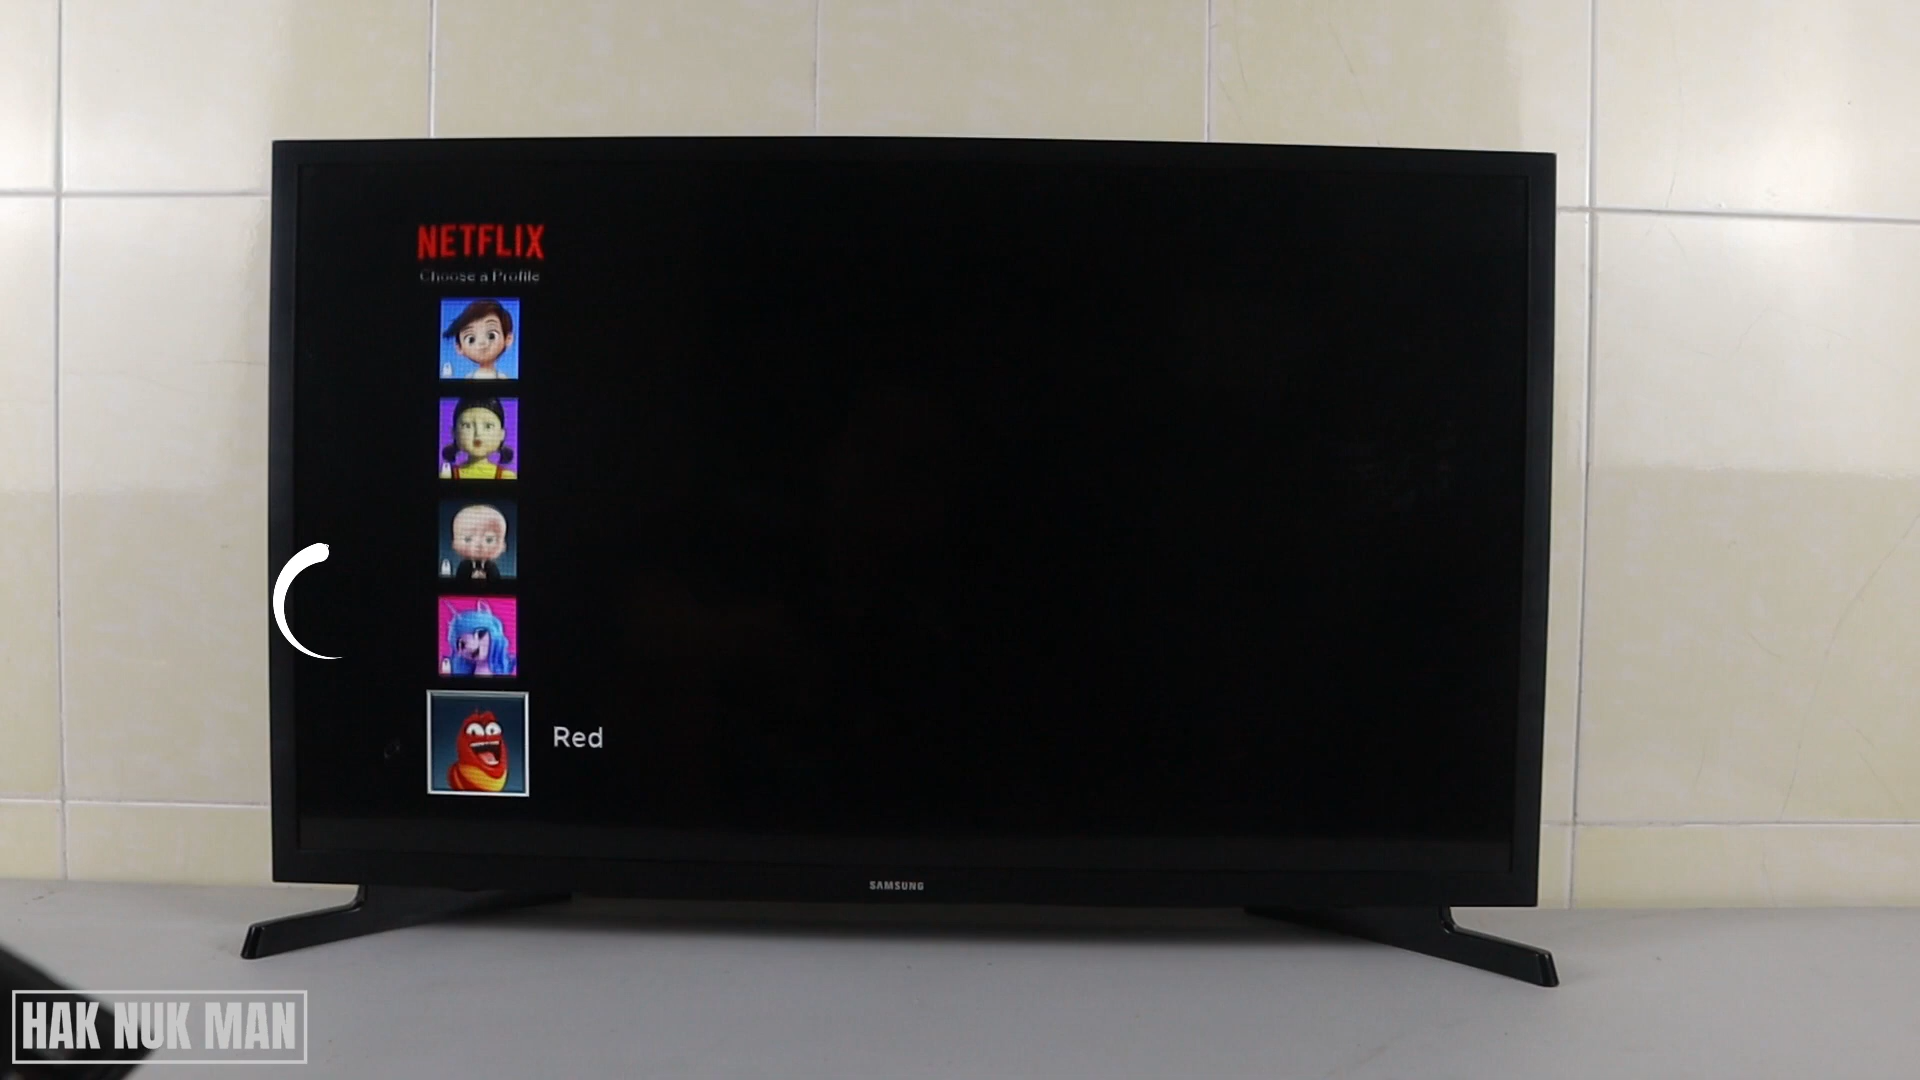 NETFLIX
Choose a Profile
Red
SAMSUNG
HAK NUK MAN